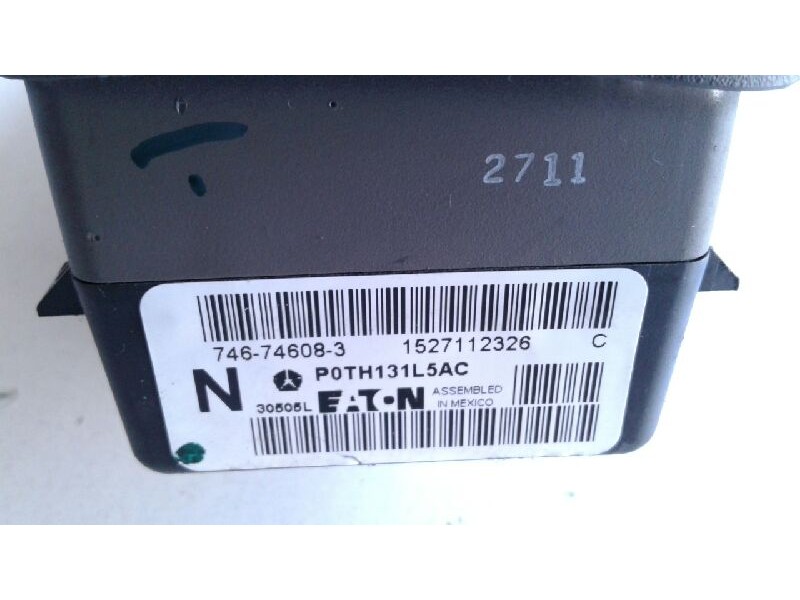 2711
746-74608-3 1527112326 C
N P0TH131L5AC
30505L EATON ASSEMBLED
IN MEXICO